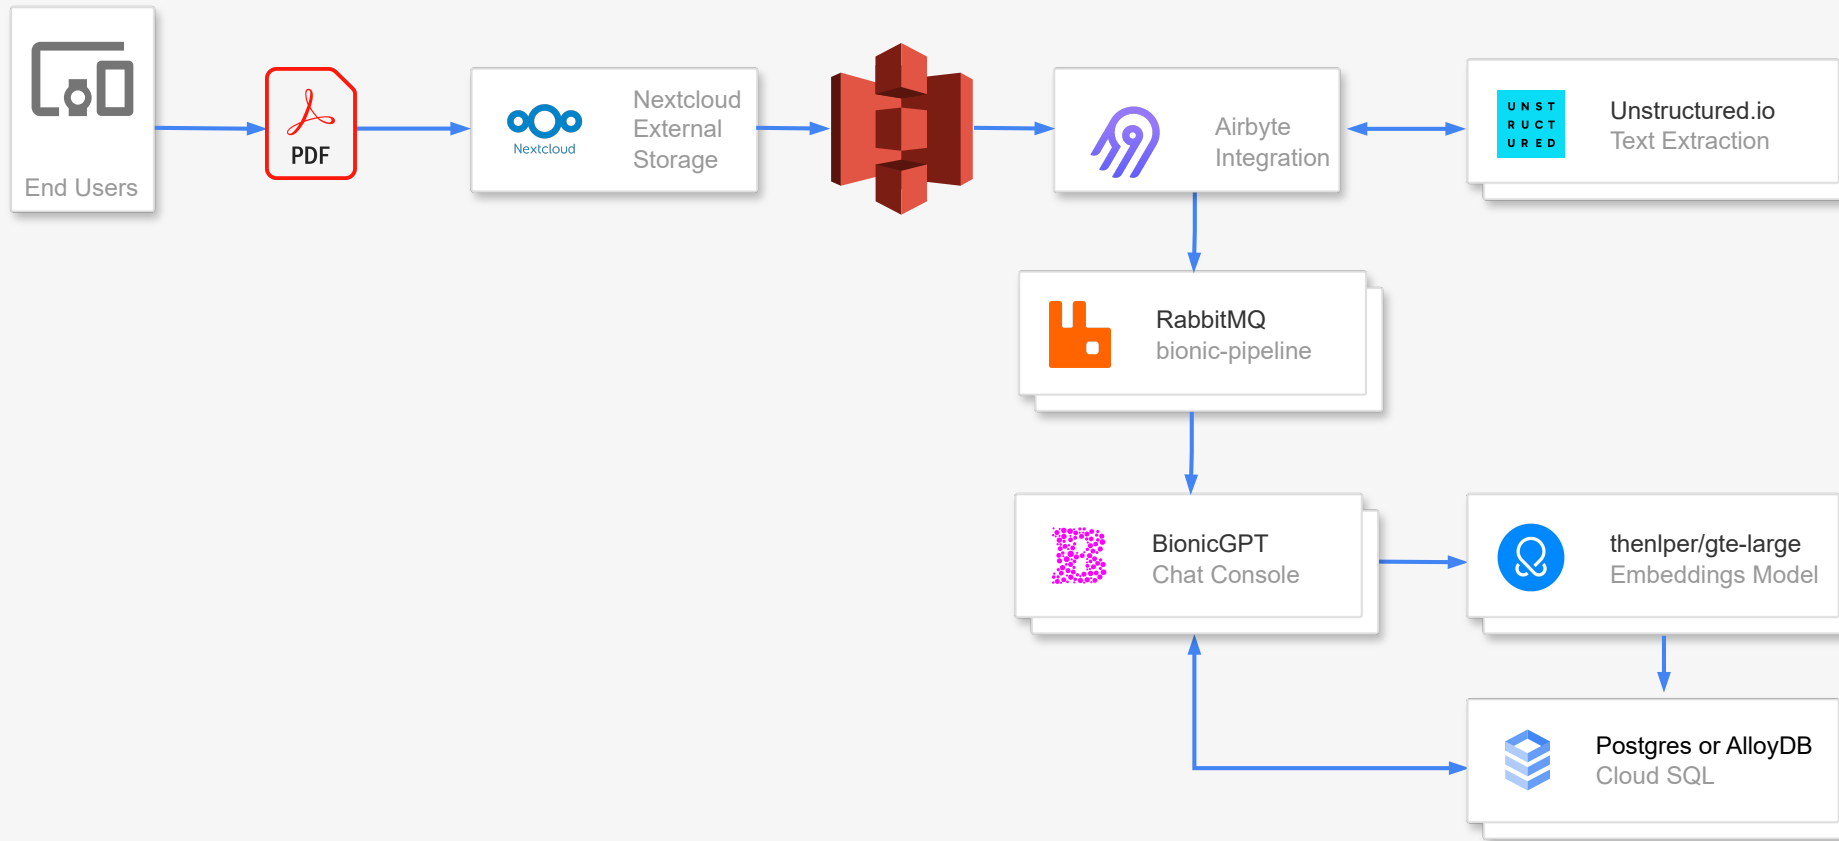 End Users
PDF
Nextcloud
Nextcloud
External
Storage
Airbyte
Integration
UNST
RUCT
URED
Unstructured.io
Text Extraction
RabbitMQ
bionic-pipeline
BionicGPT
Chat Console
thenlper/gte-large
Embeddings Model
Postgres or AlloyDB
Cloud SQL